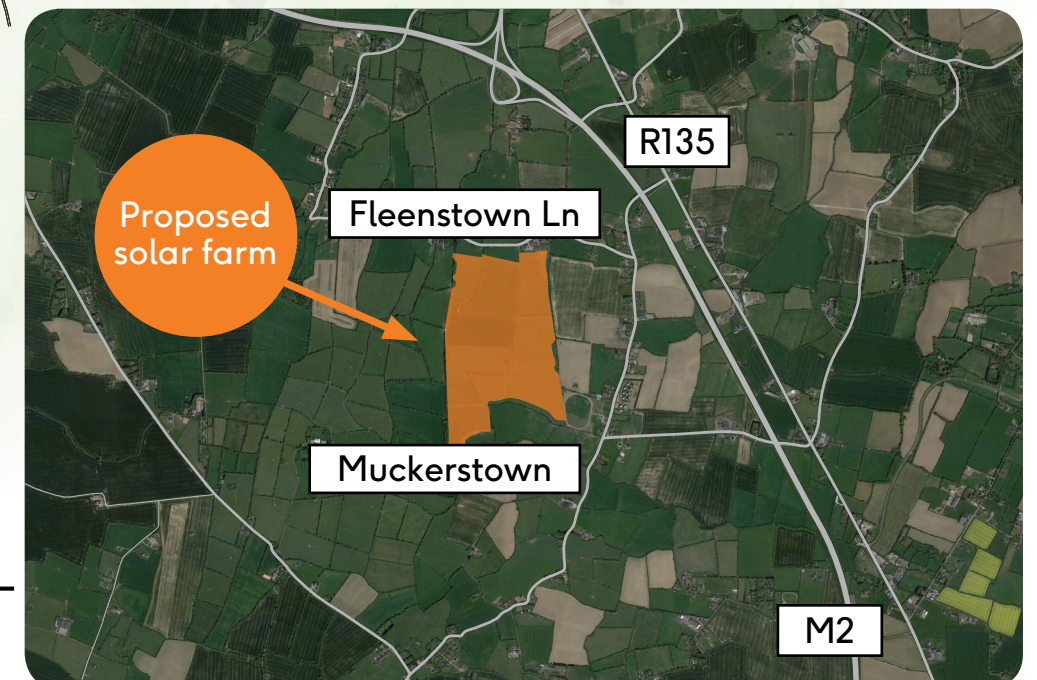 R135
Fleenstown Ln
Proposed
solar farm
Muckerstown
M2